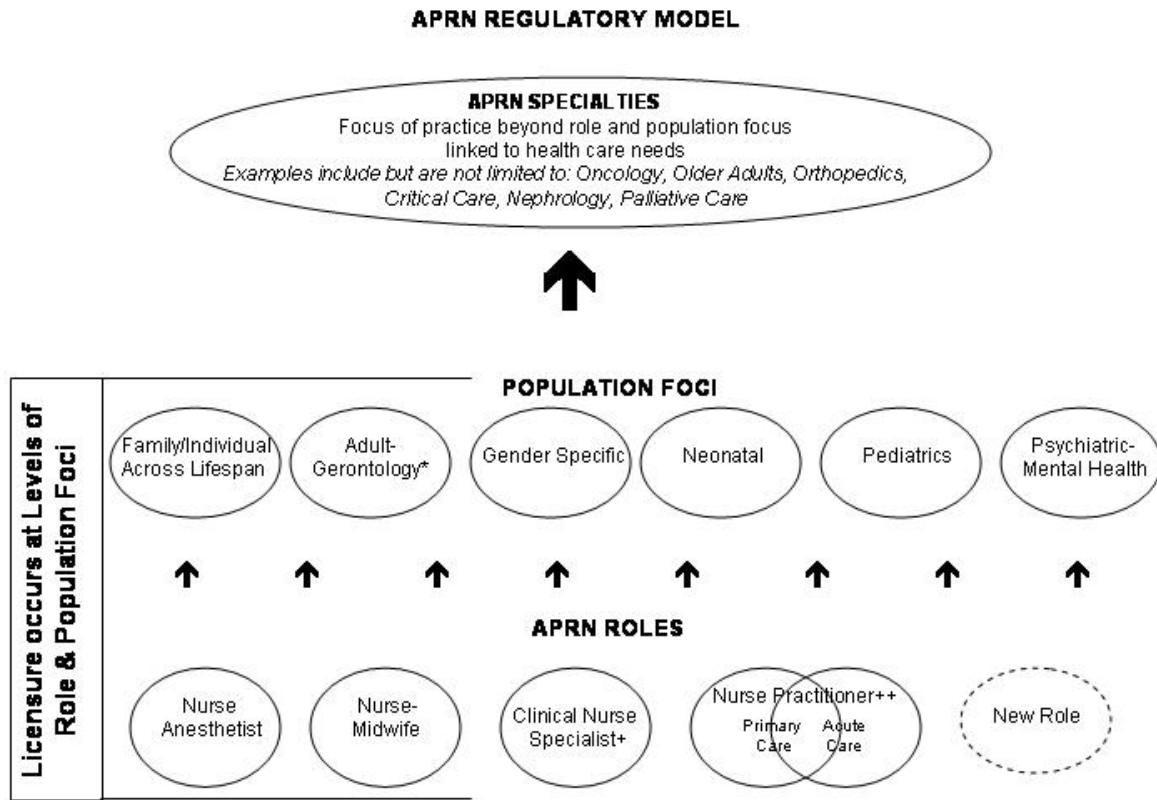 APRN REGULATORY MODEL
APRN SPECIALTIES
Focus of practice beyond role and population focus
linked to health care needs
Examples include but are not limited to: Oncology, Older Adults, Orthopedics,
Critical Care, Nephrology, Palliative Care
Licensure occurs at Levels of
Role & Population Foci
POPULATION FOCI
Family/Individual
Across Lifespan
Adult-
Gerontology*
Gender Specific
Neonatal
Pediatrics
Psychiatric-
Mental Health
APRN ROLES
Nurse
Anesthetist
Nurse-
Midwife
Clinical Nurse
Specialist+
Nurse Practitioner++
Primary
Care
Acute
Care
New Role